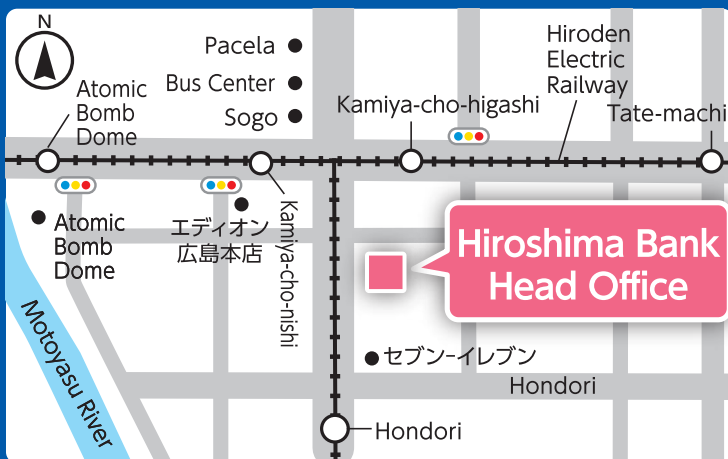 N
Pacela
Bus Center
Sogo
Atomic
Bomb
Dome
Kamiya-cho-higashi
Hiroden
Electric
Railway
Tate-machi
Atomic
Bomb
Dome
エディオン
広島本店
Kamiya-cho-nishi
Hiroshima Bank
Head Office
Motoyasu River
セブン-イレブン
Hondori
Hondori